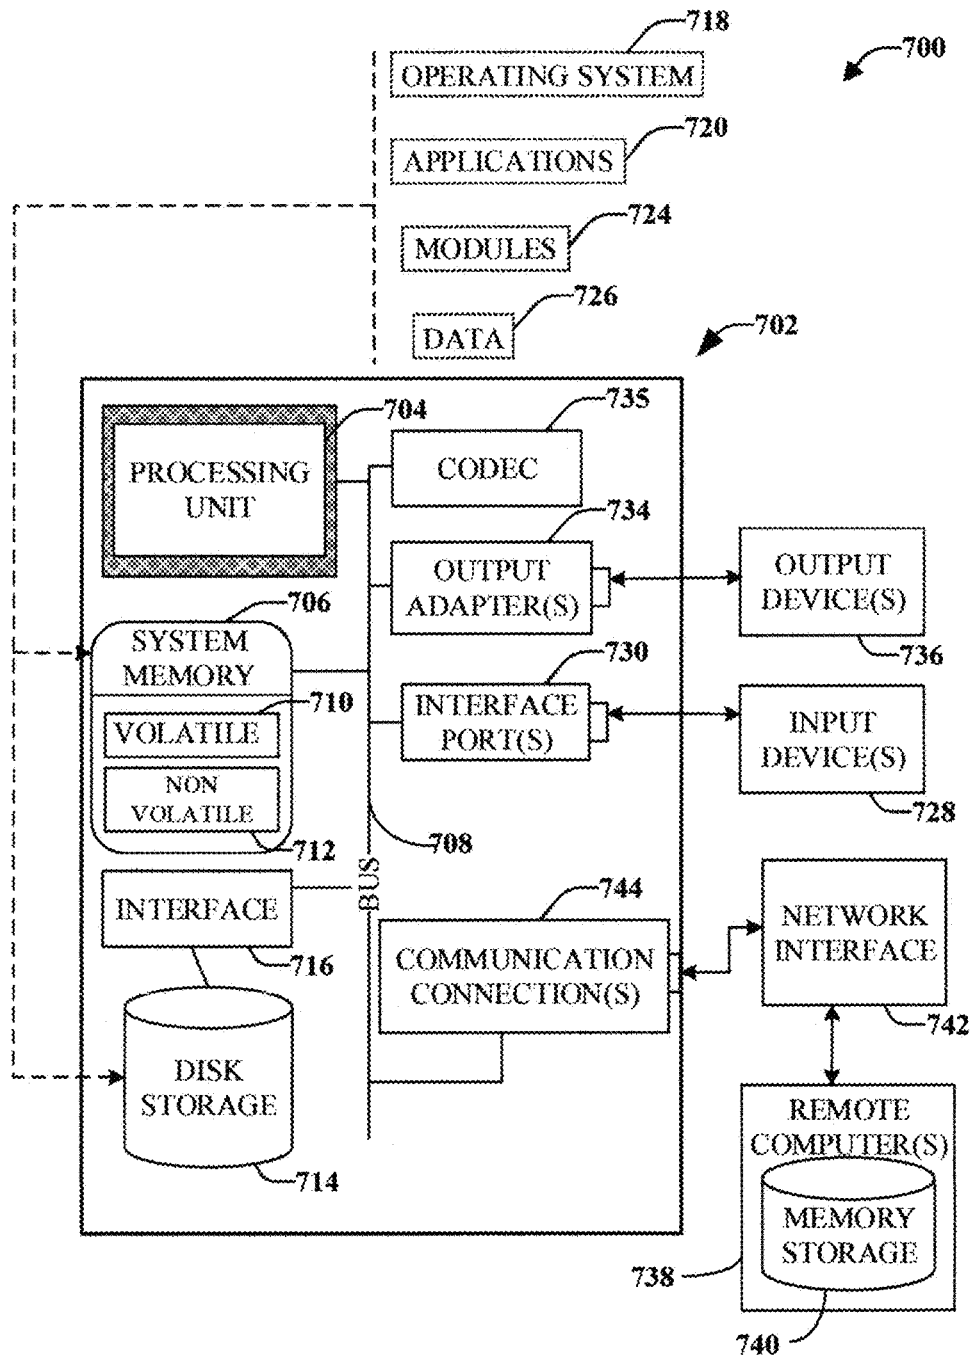 718
700
OPERATING SYSTEM
720
APPLICATIONS
724
MODULES
726
DATA
702
704
PROCESSING
UNIT
735
CODEC
734
OUTPUT
ADAPTER(S)
OUTPUT
DEVICE(S)
736
706
SYSTEM
MEMORY
710
VOLATILE
NON
VOLATILE
712
730
INTERFACE
PORT(S)
INPUT
DEVICE(S)
728
708
BUS
INTERFACE
716
744
COMMUNICATION
CONNECTION(S)
NETWORK
INTERFACE
742
DISK
STORAGE
714
REMOTE
COMPUTER(S)
MEMORY
STORAGE
738
740